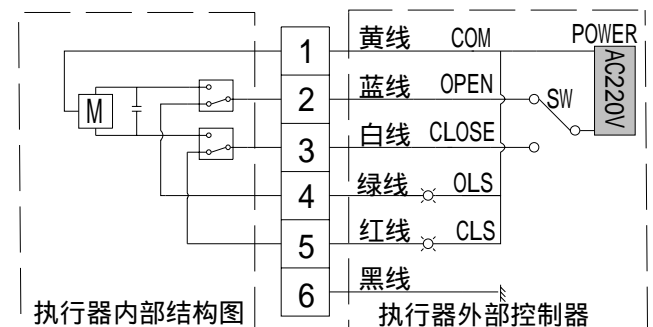 1 黄线 COM POWER
AC220V
M 2 蓝线 OPEN SW
3 白线 CLOSE
4 绿线 OLS
5 红线 CLS
6 黑线
执行器内部结构图 执行器外部控制器